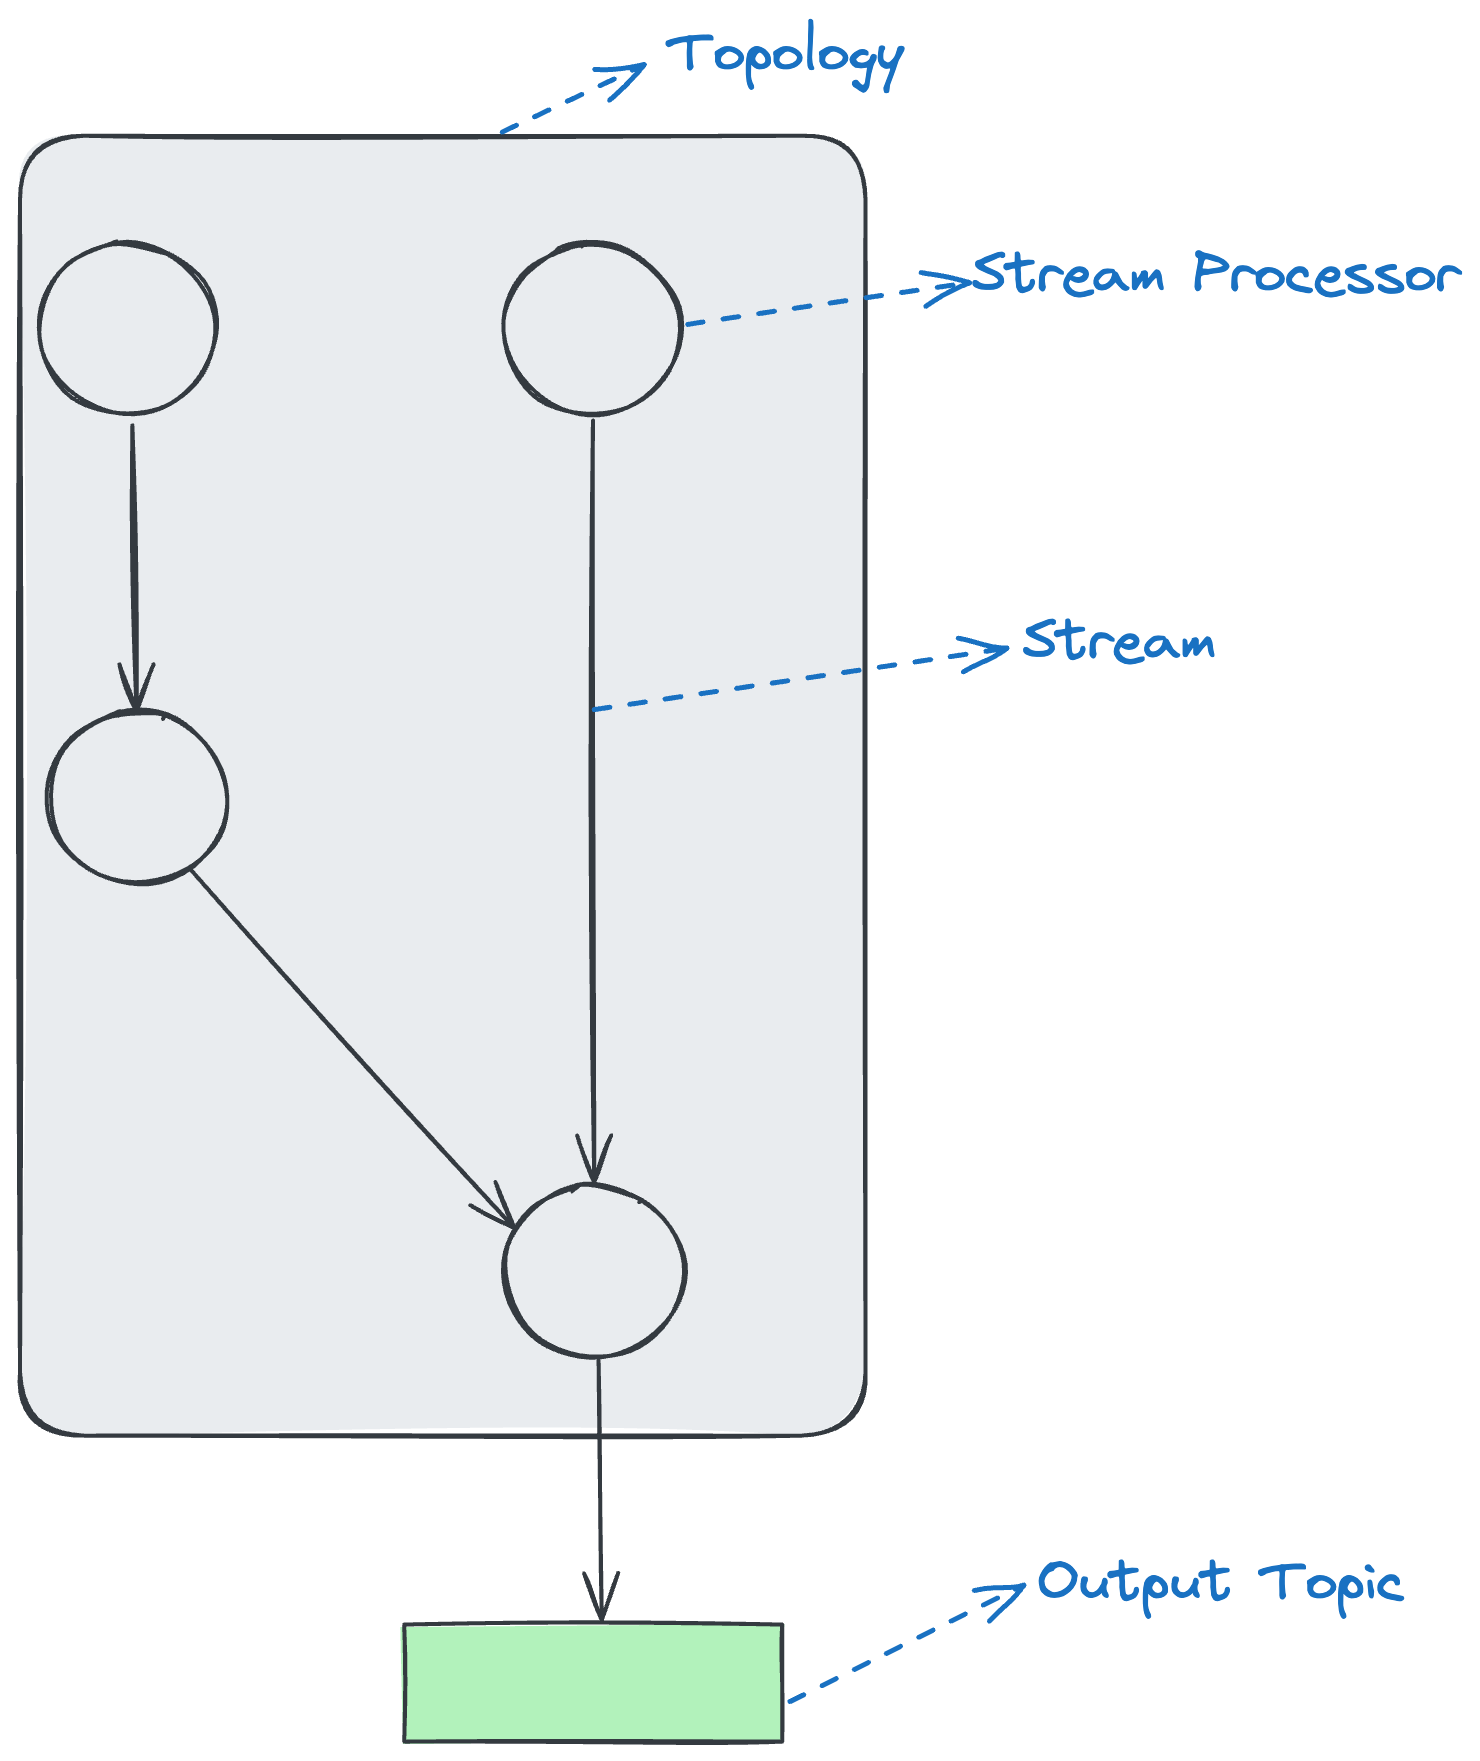 Topology
Stream Processor
Stream
Output Topic